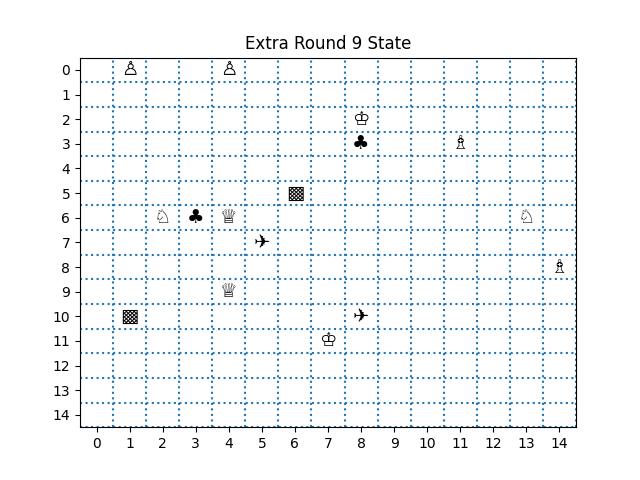 Extra Round 9 State
0 ♙ ♙
1
2 ♔
3 ♣ ♗
4
5 ▩
6 ♘ ♣ ♕ ♘
7 ✈
8 ♗
9 ♕
10 ▩ ✈
11 ♔
12
13
14
0 1 2 3 4 5 6 7 8 9 10 11 12 13 14